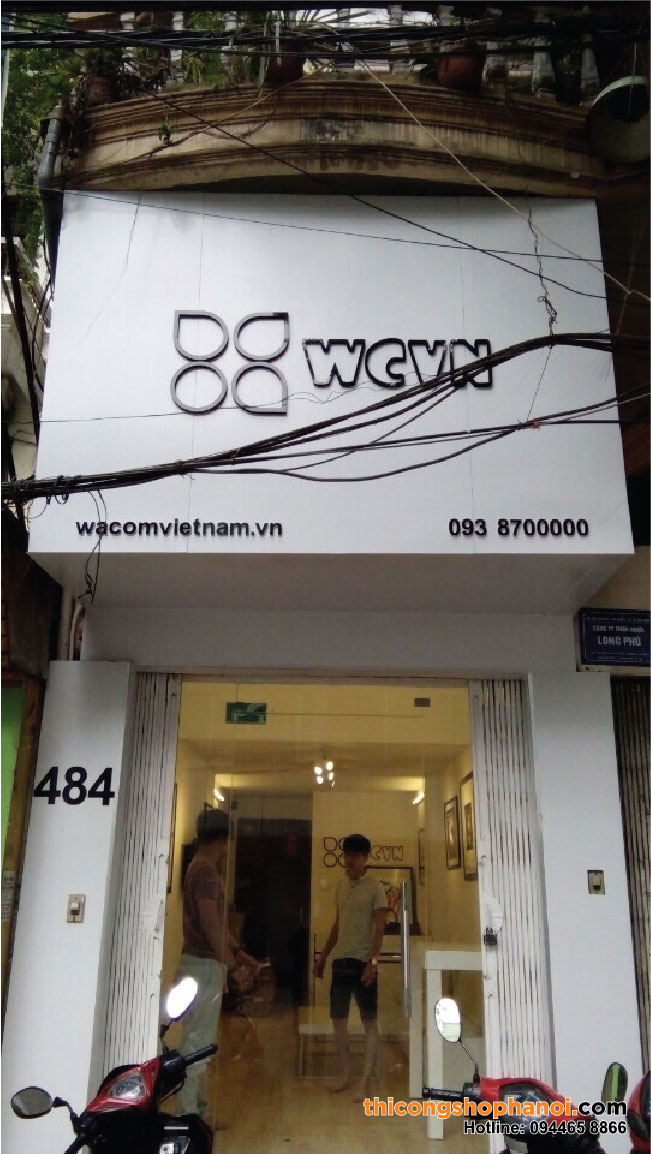 WCVN
wacomvietnam.vn
093 8700000
LONG PHÚ
484
WCVN
thicongshophanoi.com
Hotline: 094465 8866